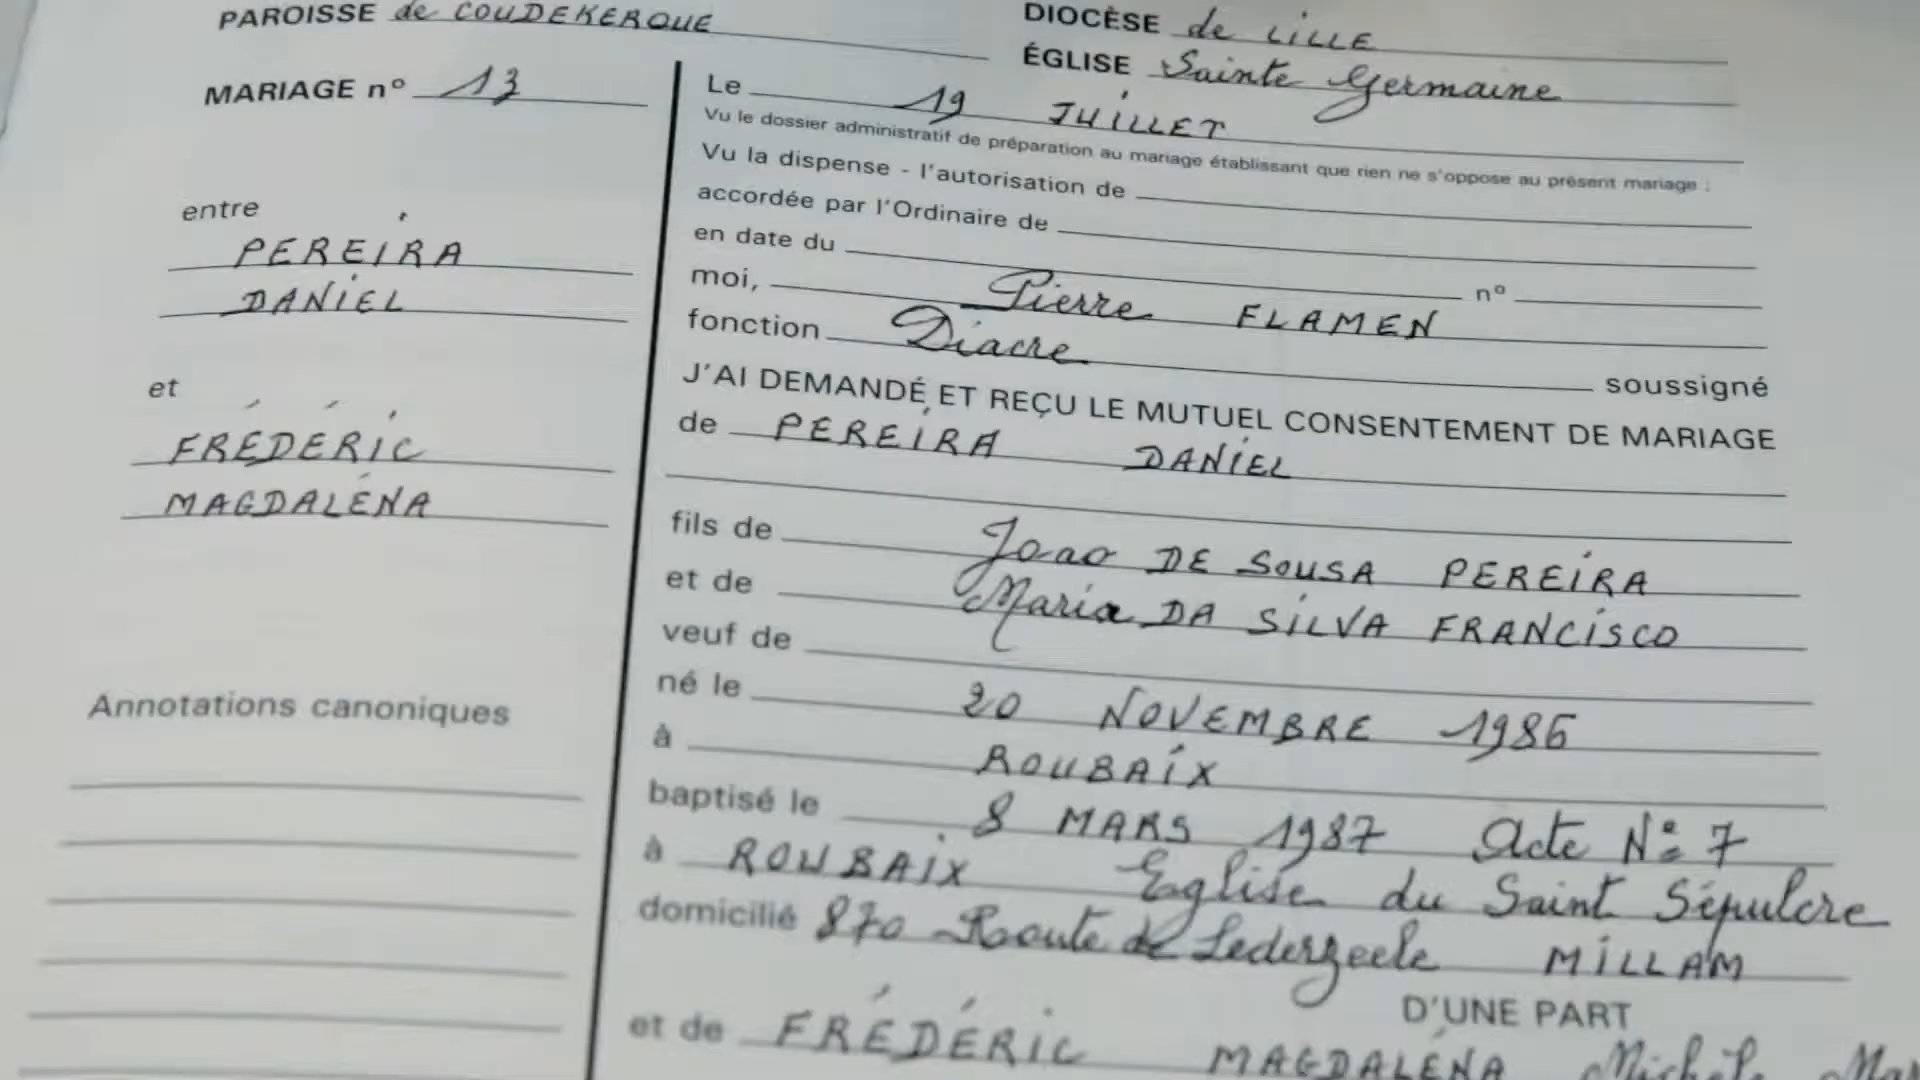 PAROISSE de COUDEKERQUE
DIOCÈSE de LILLE
ÉGLISE Sainte Germaine
MARIAGE nº 13
entre
PEREIRA
DANIEL
et
FRÉDÉRIC
MAGDALÉNA
Annotations canoniques
Le 19 JUILLET
Vu le dossier administratif de préparation au mariage établissant que rien ne s'oppose au présent mariage ;
Vu la dispense - l'autorisation de
accordée par l'Ordinaire de
en date du nº
moi, Pierre FLAMEN
fonction Diacre soussigné
J'AI DEMANDÉ ET REÇU LE MUTUEL CONSENTEMENT DE MARIAGE
de PEREIRA DANIEL
fils de Joao DE SOUSA PEREIRA
et de Maria DA SILVA FRANCISCO
veuf de
né le 20 NOVEMBRE 1986
à ROUBAIX
baptisé le 8 MARS 1987 Acte Nº 7
à ROUBAIX Eglise du Saint Sépulcre
domicilié 870 Route de Lederzeele MILLAM
D'UNE PART
et de FRÉDÉRIC MAGDALÉNA Michèle